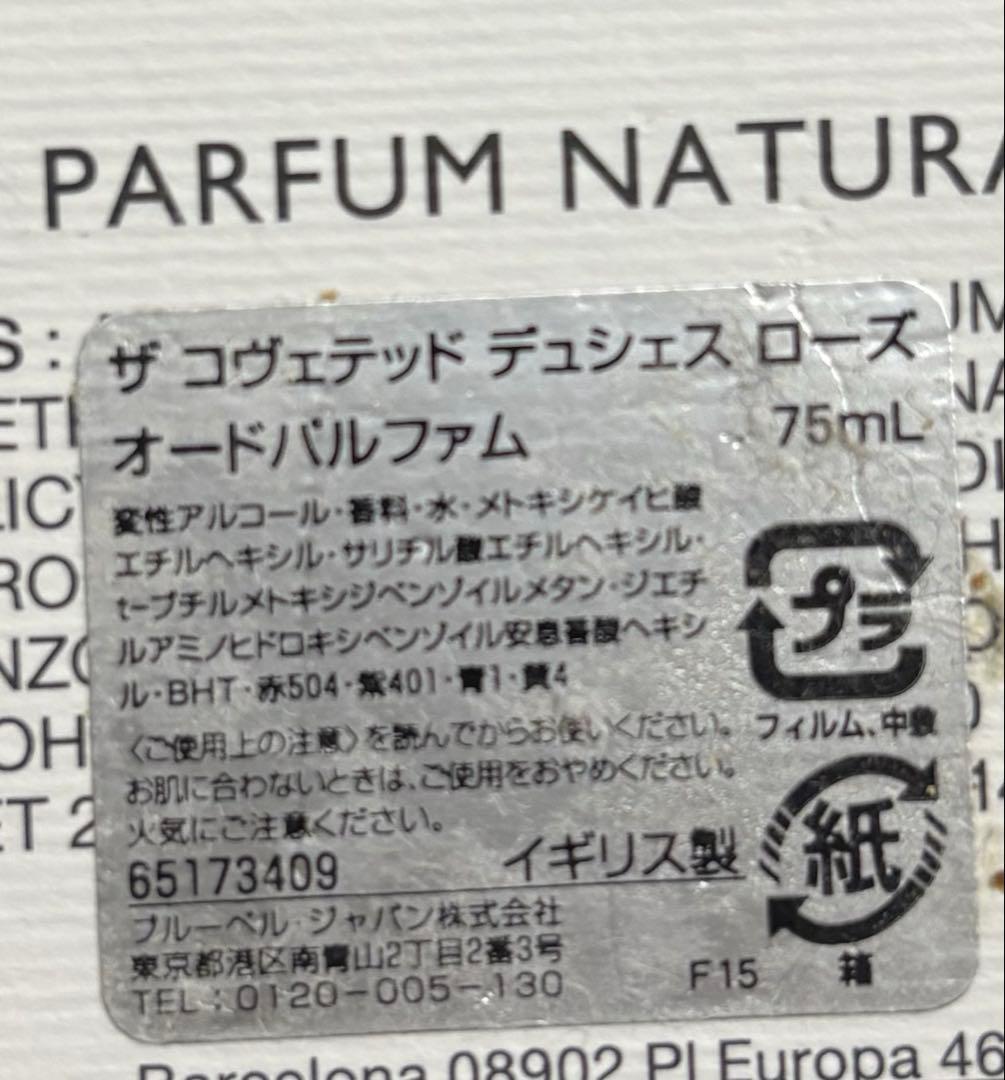 PARFUM NATURA
S :
UM
ザ コヴェテッド デュシェス ローズ
オードパルファム 75mL
ETH
NA
LIC
RO
NZO
OH
ET 2
変性アルコール・香料・水・メトキシケイヒ酸
エチルヘキシル・サリチル酸エチルヘキシル・
t-ブチルメトキシジベンゾイルメタン・ジエチ
ルアミノヒドロキシベンゾイル安息香酸ヘキシ
ル・BHT・赤504・紫401・青1・黄4
プラ
フィルム、中敷
〈ご使用上の注意〉を読んでからお使いください。
お肌に合わないときは、ご使用をおやめください。
火気にご注意ください。
65173409 イギリス製
紙
箱
ブルーベル・ジャパン株式会社
東京都港区南青山2丁目2番3号
TEL:0120-005-130 F15
Barcelona 08902 Pl Europa 46